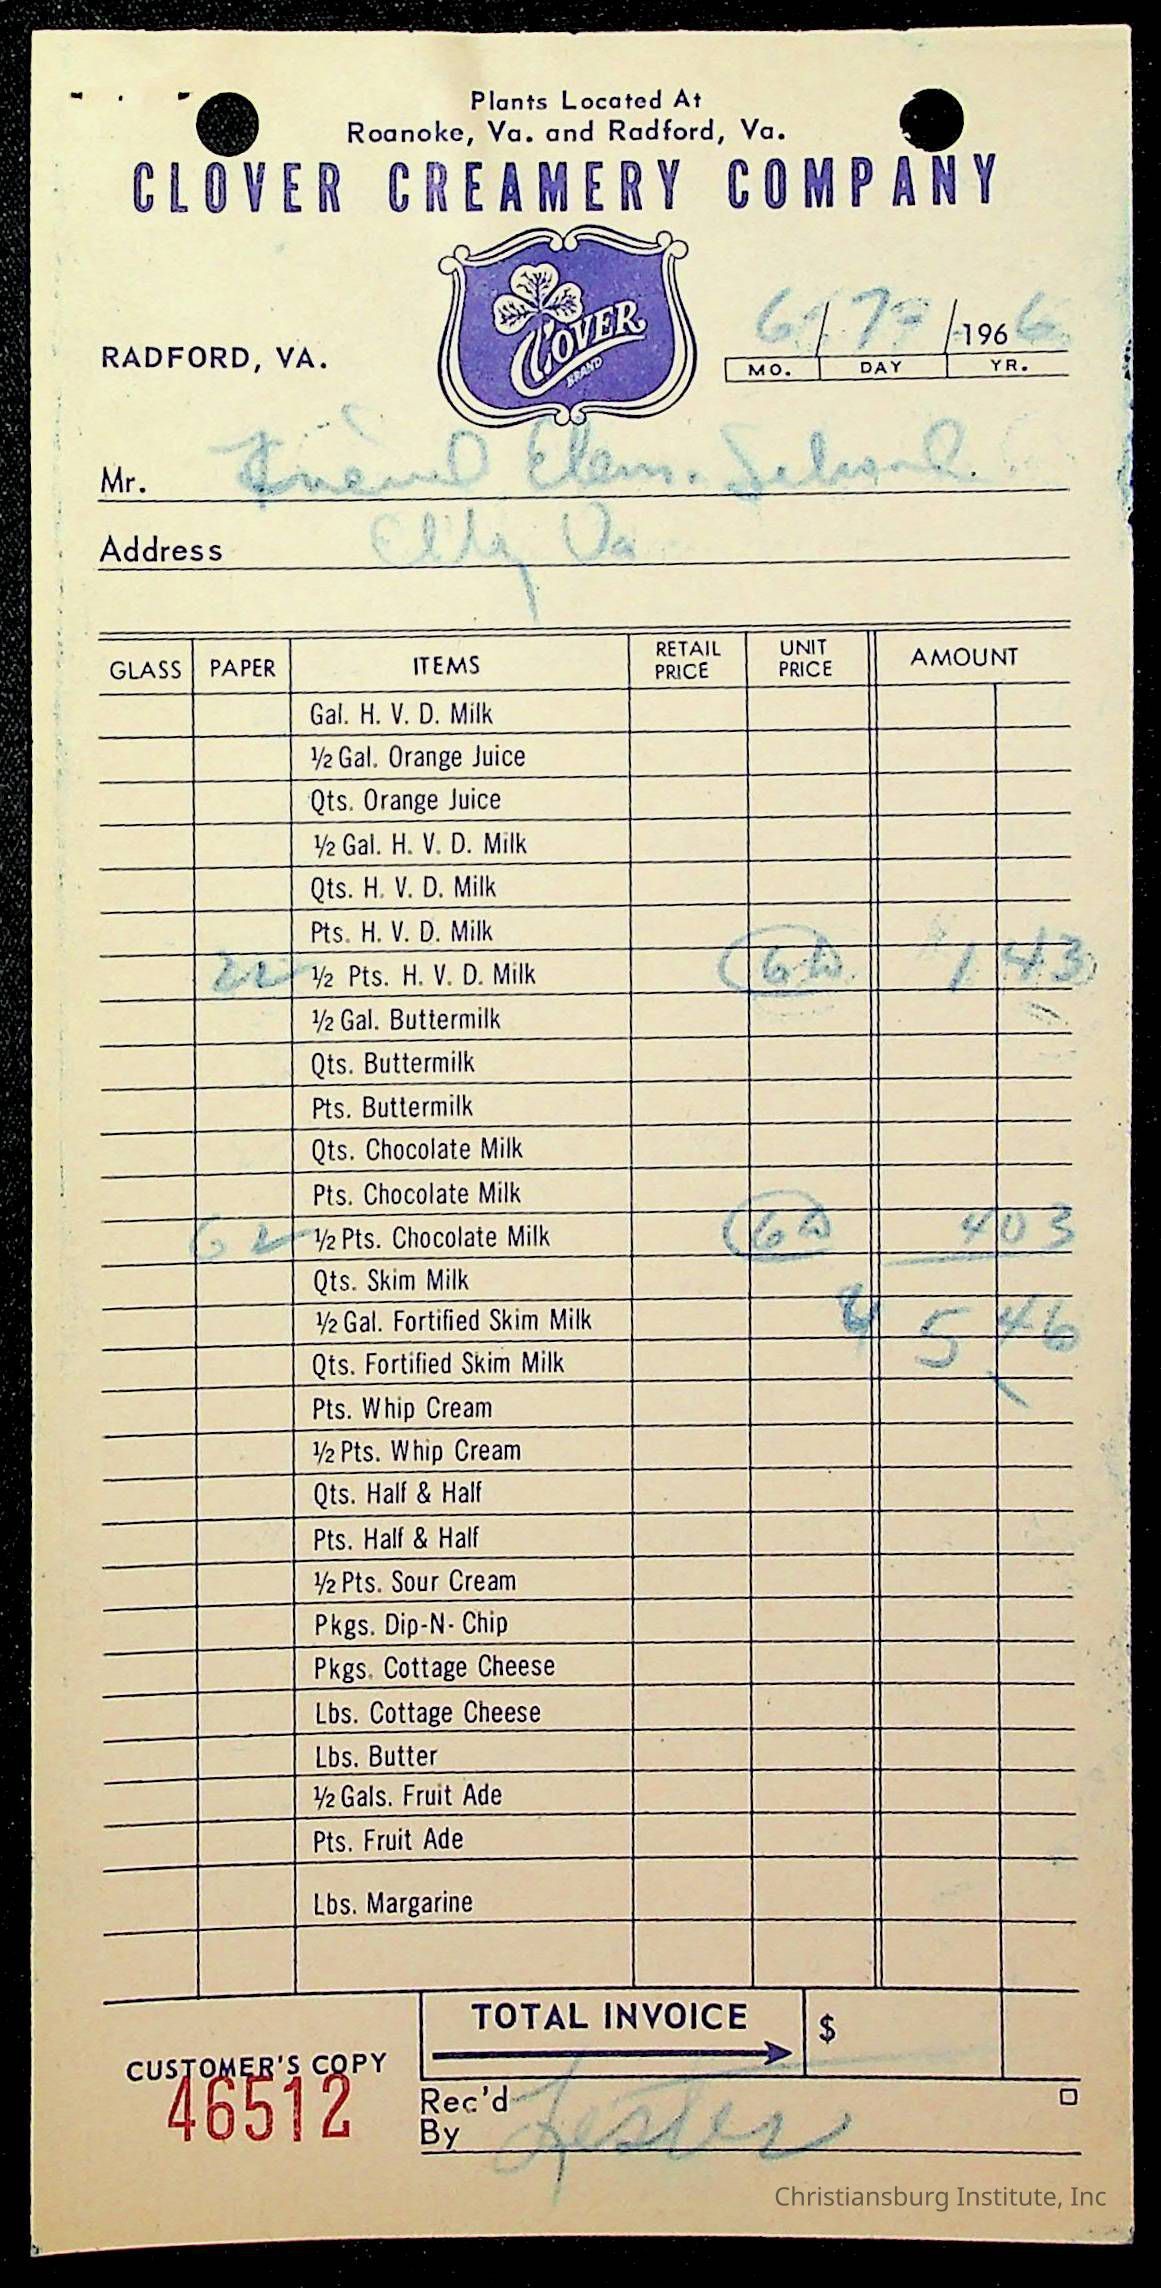 Plants Located At
Roanoke, Va. and Radford, Va.
CLOVER CREAMERY COMPANY
CLOVER
BRAND
RADFORD, VA.
6/7/1966
MO. DAY YR.
Mr. Friend Elem. School.
Address Va
GLASS PAPER ITEMS RETAIL PRICE UNIT PRICE AMOUNT
Gal. H. V. D. Milk
½ Gal. Orange Juice
Qts. Orange Juice
½ Gal. H. V. D. Milk
Qts. H. V. D. Milk
Pts. H. V. D. Milk
22 ½ Pts. H. V. D. Milk 1 43
½ Gal. Buttermilk
Qts. Buttermilk
Pts. Buttermilk
Qts. Chocolate Milk
Pts. Chocolate Milk
62 ½ Pts. Chocolate Milk 4 03
Qts. Skim Milk
½ Gal. Fortified Skim Milk 5 46
Qts. Fortified Skim Milk
Pts. Whip Cream
½ Pts. Whip Cream
Qts. Half & Half
Pts. Half & Half
½ Pts. Sour Cream
Pkgs. Dip-N-Chip
Pkgs. Cottage Cheese
Lbs. Cottage Cheese
Lbs. Butter
½ Gals. Fruit Ade
Pts. Fruit Ade
Lbs. Margarine
TOTAL INVOICE $
CUSTOMER'S COPY
46512
Rec'd By Lester
Christiansburg Institute, Inc